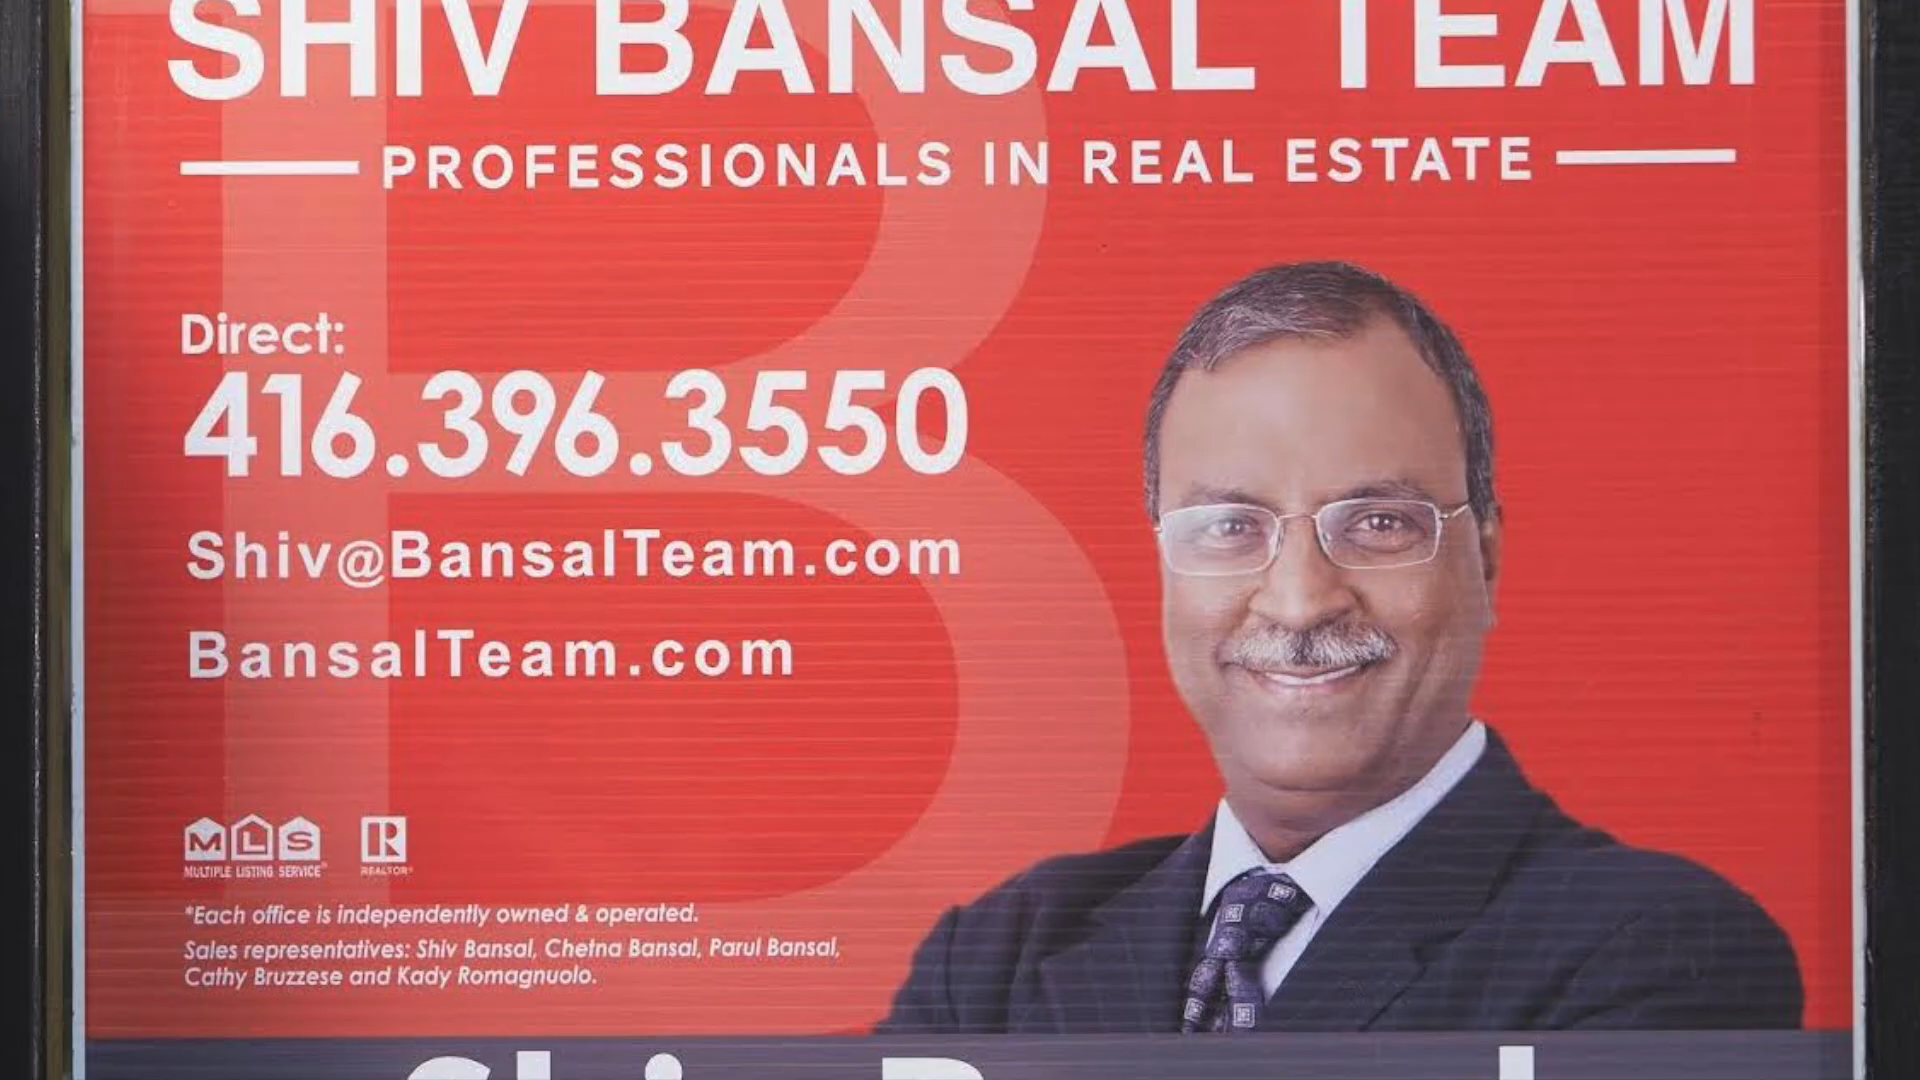 SHIV BANSAL TEAM
PROFESSIONALS IN REAL ESTATE
Direct:
416.396.3550
Shiv@BansalTeam.com
BansalTeam.com
MLS R
MULTIPLE LISTING SERVICE® REALTOR®
*Each office is independently owned & operated.
Sales representatives: Shiv Bansal, Chetna Bansal, Parul Bansal,
Cathy Bruzzese and Kady Romagnuolo.